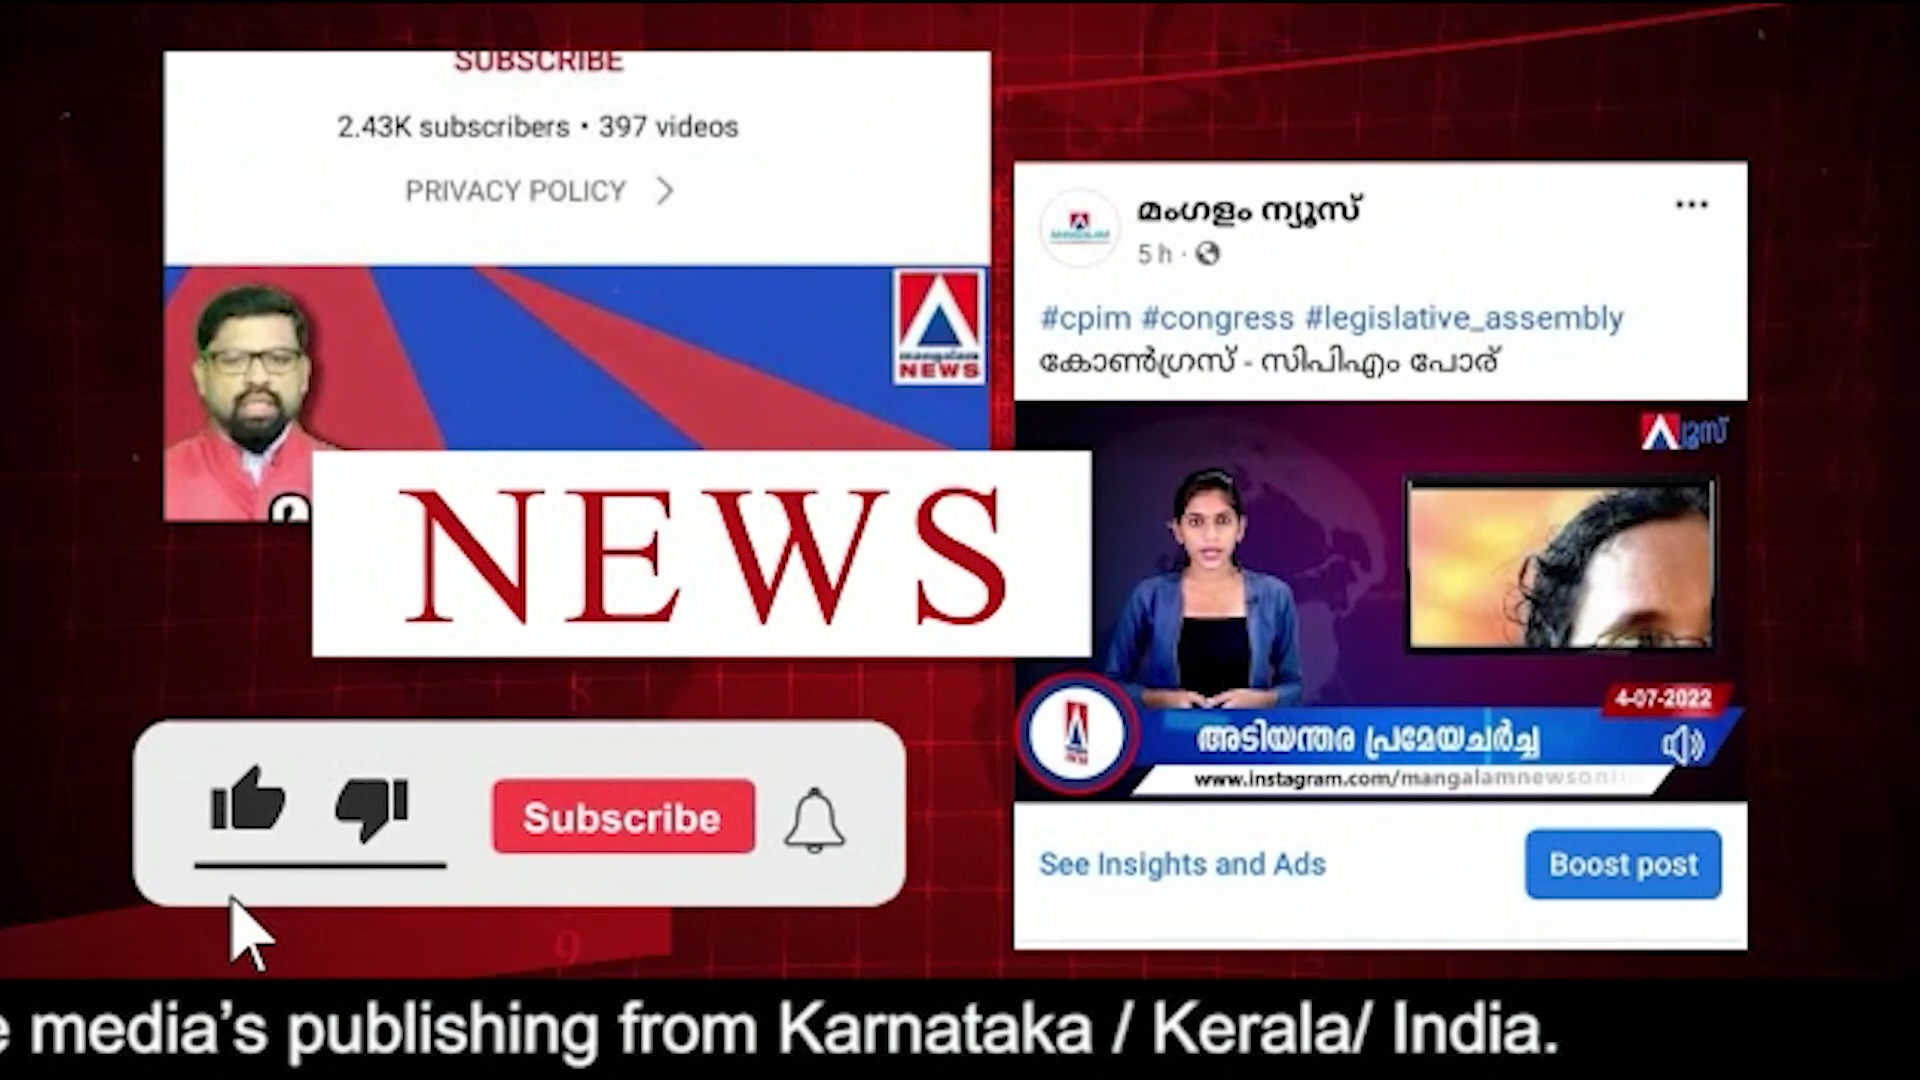 SUBSCRIBE
2.43K subscribers • 397 videos
PRIVACY POLICY
mangalam
NEWS
മംഗളം ന്യൂസ്
5 h
#cpim #congress #legislative_assembly
കോൺഗ്രസ് - സിപിഎം പോര്
ന്യൂസ്
NEWS
4-07-2022
അടിയന്തര പ്രമേയചർച്ച
www.instagram.com/mangalamnewsonli
Subscribe
See Insights and Ads
Boost post
media's publishing from Karnataka / Kerala/ India.